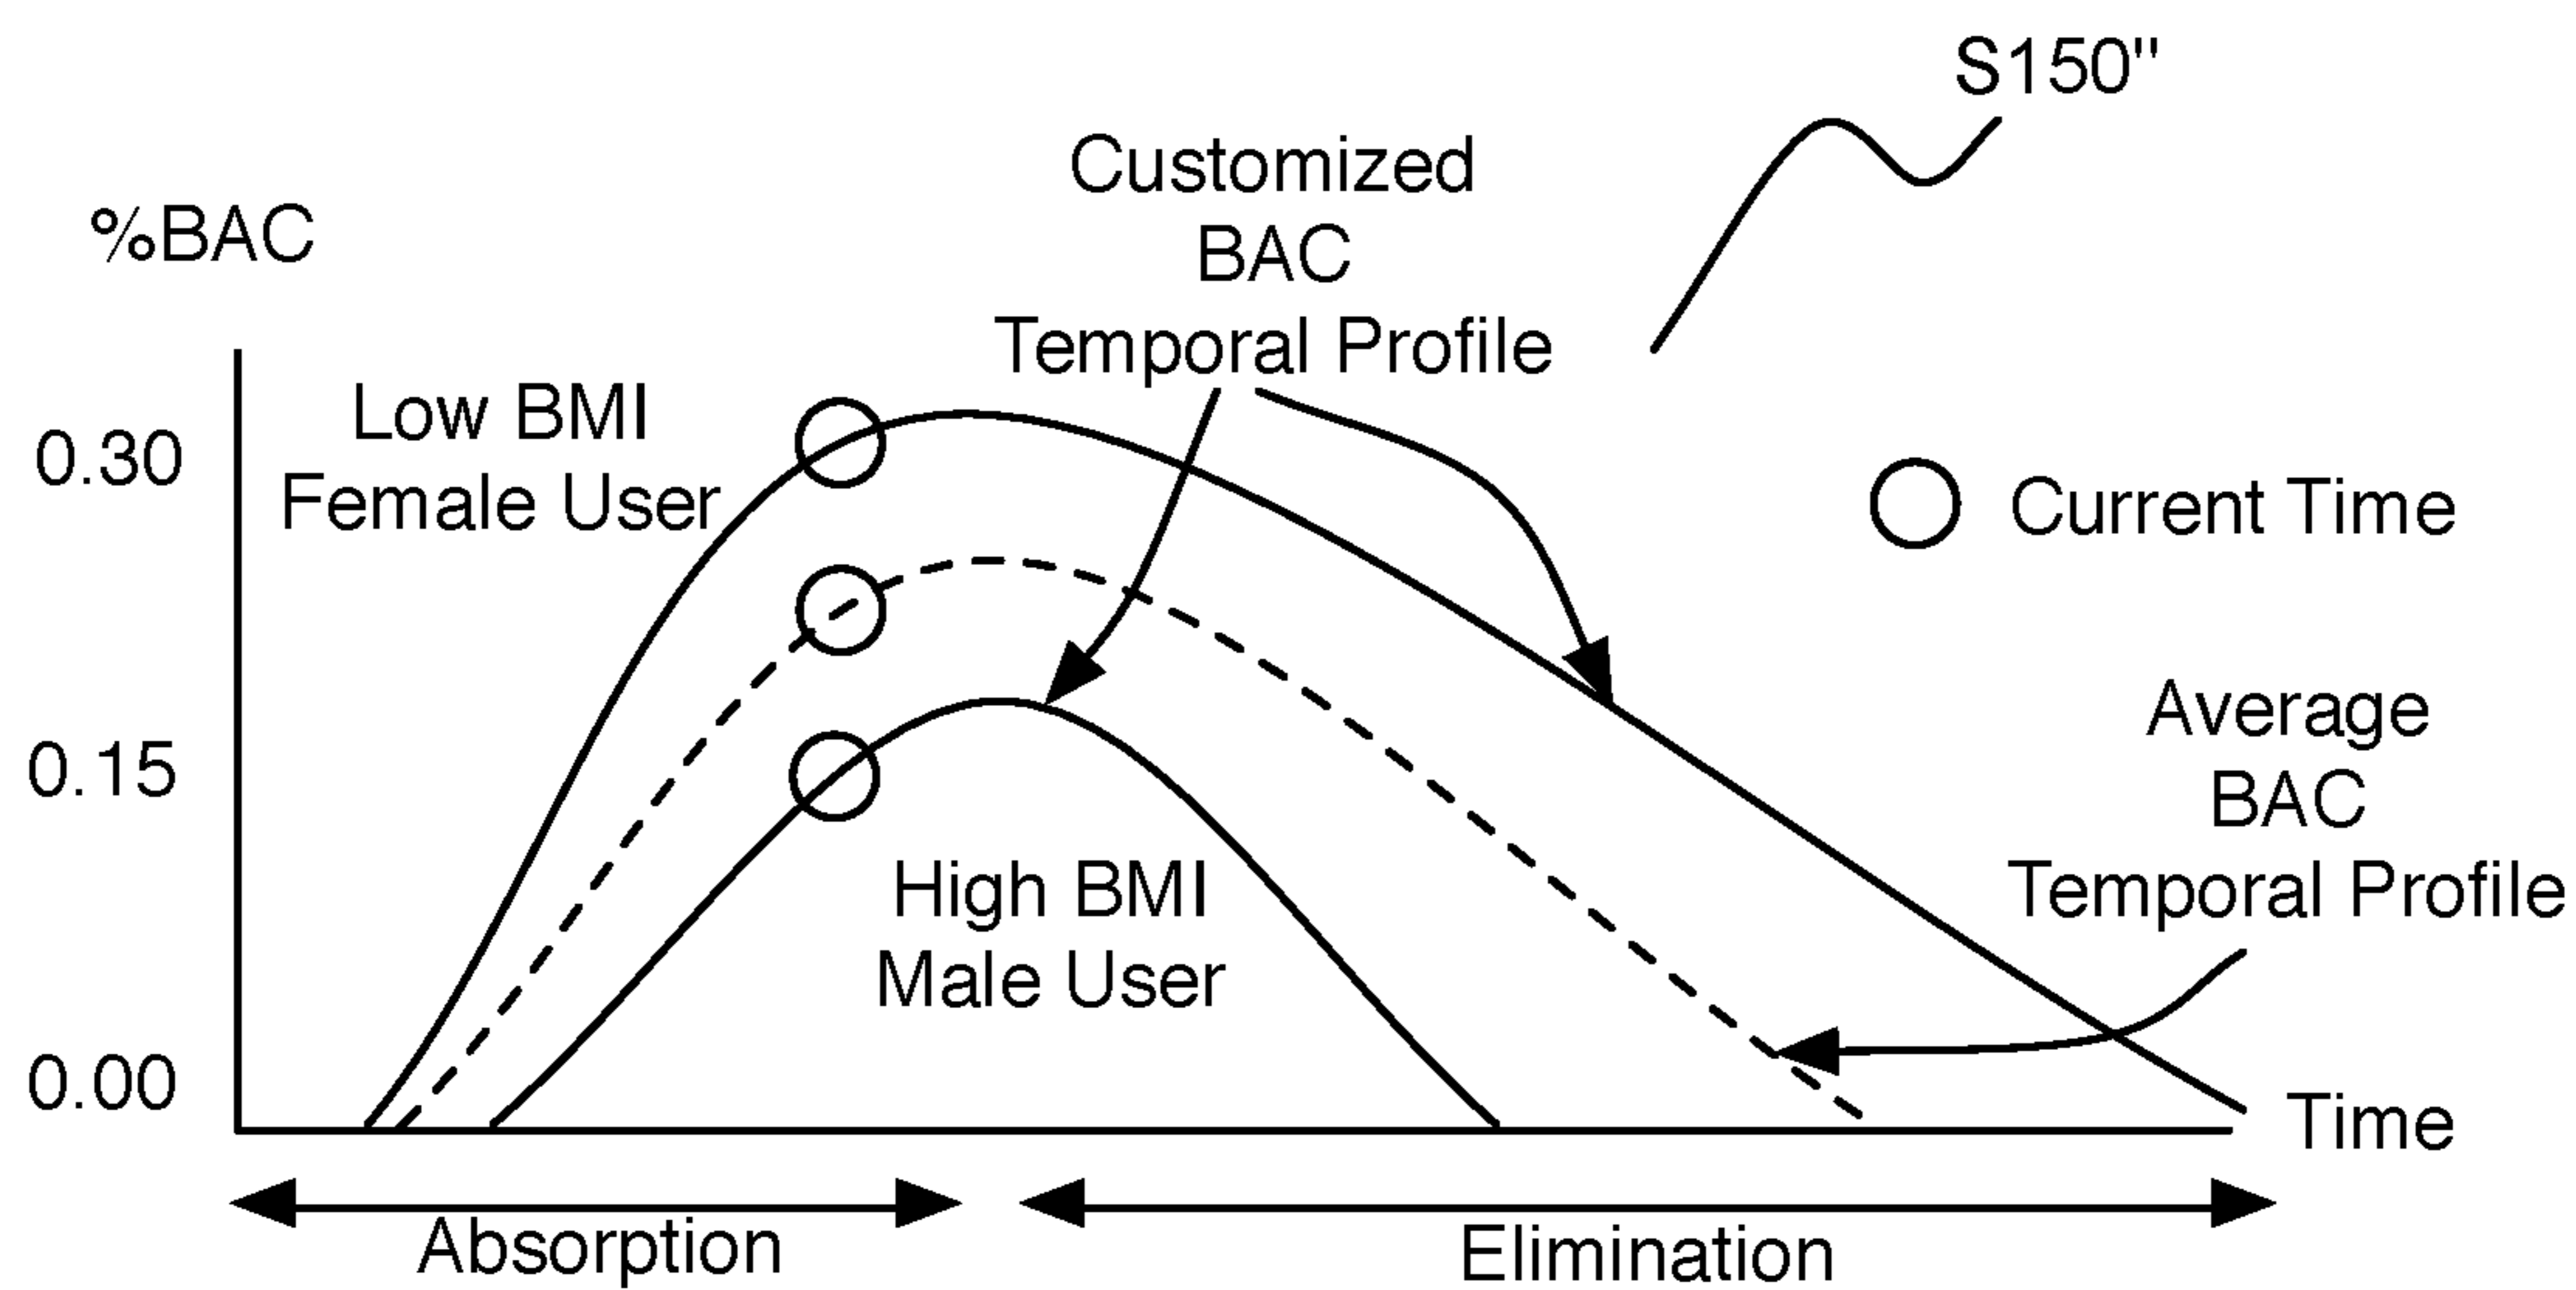 S150"
Customized
BAC
Temporal Profile
%BAC
Low BMI
Female User
0.30
Current Time
Average
BAC
Temporal Profile
0.15
High BMI
Male User
0.00
Time
Absorption
Elimination